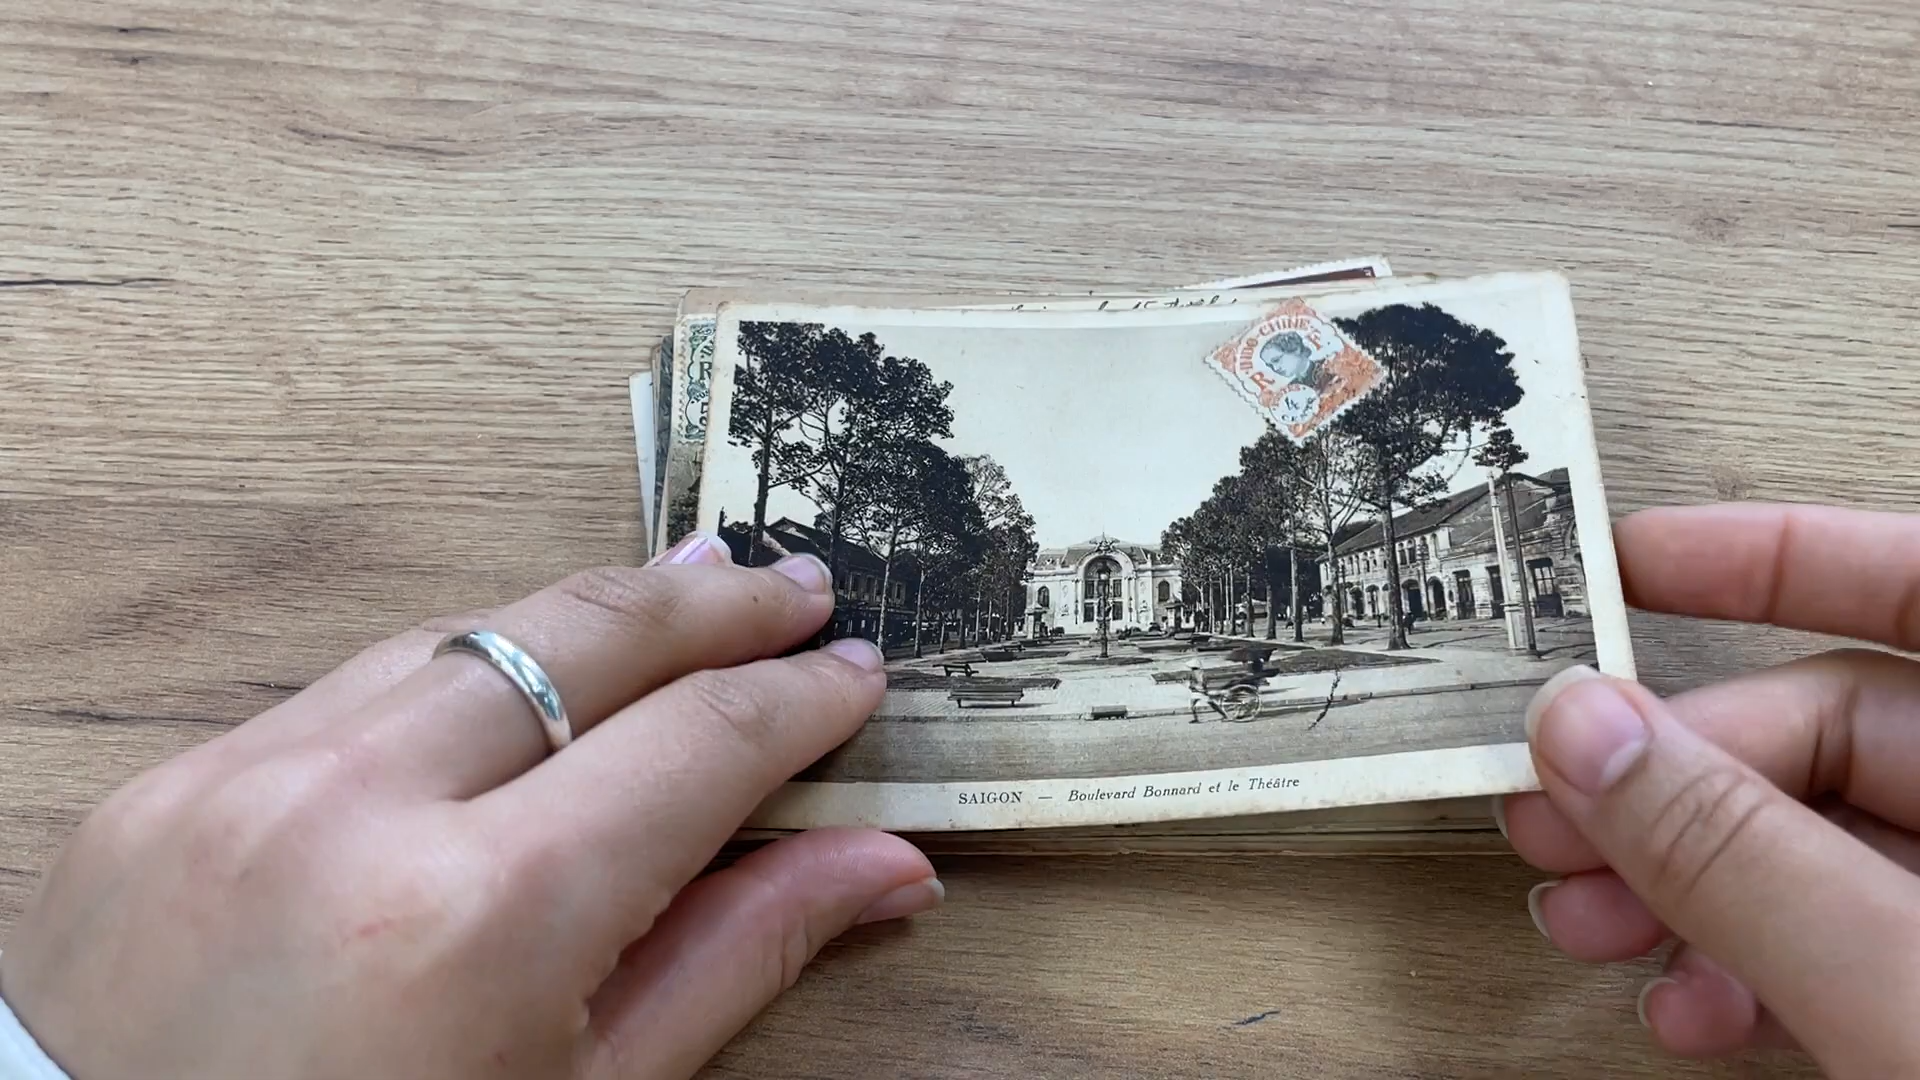 INDO-CHINE
R F
SAIGON — Boulevard Bonnard et le Théâtre